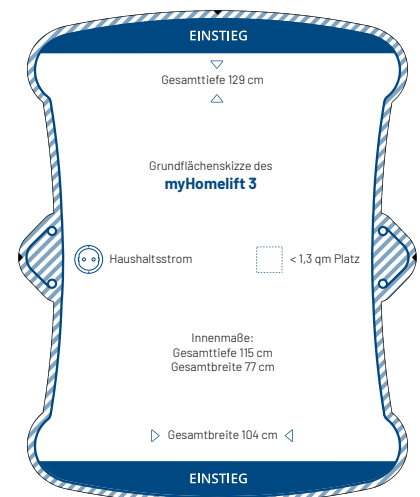 EINSTIEG
Gesamttiefe 129 cm
Grundflächenskizze des
myHomelift 3
Haushaltsstrom
< 1,3 qm Platz
Innenmaße:
Gesamttiefe 115 cm
Gesamtbreite 77 cm
Gesamtbreite 104 cm
EINSTIEG